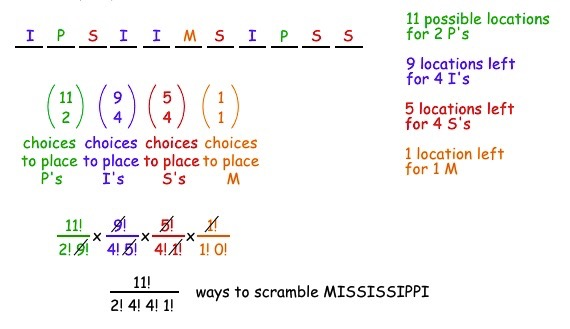 I P S I I M S I P S S
11 possible locations
for 2 P's
9 locations left
for 4 I's
5 locations left
for 4 S's
1 location left
for 1 M
(11 2) (9 4) (5 4) (1 1)
choices choices choices choices
to place to place to place to place
P's I's S's M
11!/2! 9! x 9!/4! 5! x 5!/4! 1! x 1!/1! 0!
11!/2! 4! 4! 1! ways to scramble MISSISSIPPI